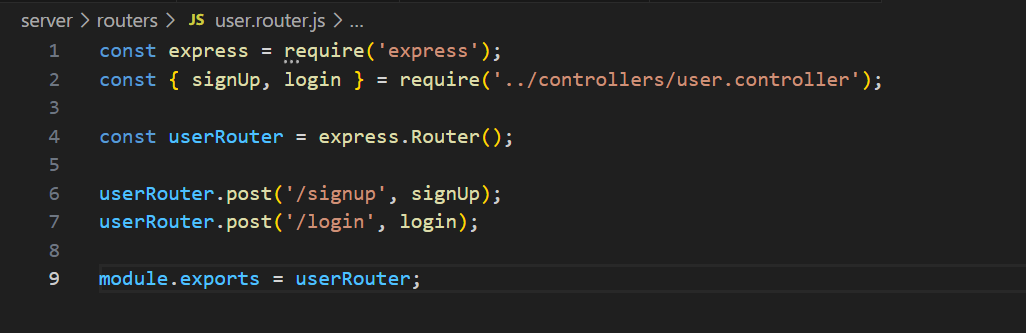 server > routers > JS user.router.js > ...
1 const express = require('express');
2 const { signUp, login } = require('../controllers/user.controller');
3
4 const userRouter = express.Router();
5
6 userRouter.post('/signup', signUp);
7 userRouter.post('/login', login);
8
9 module.exports = userRouter;